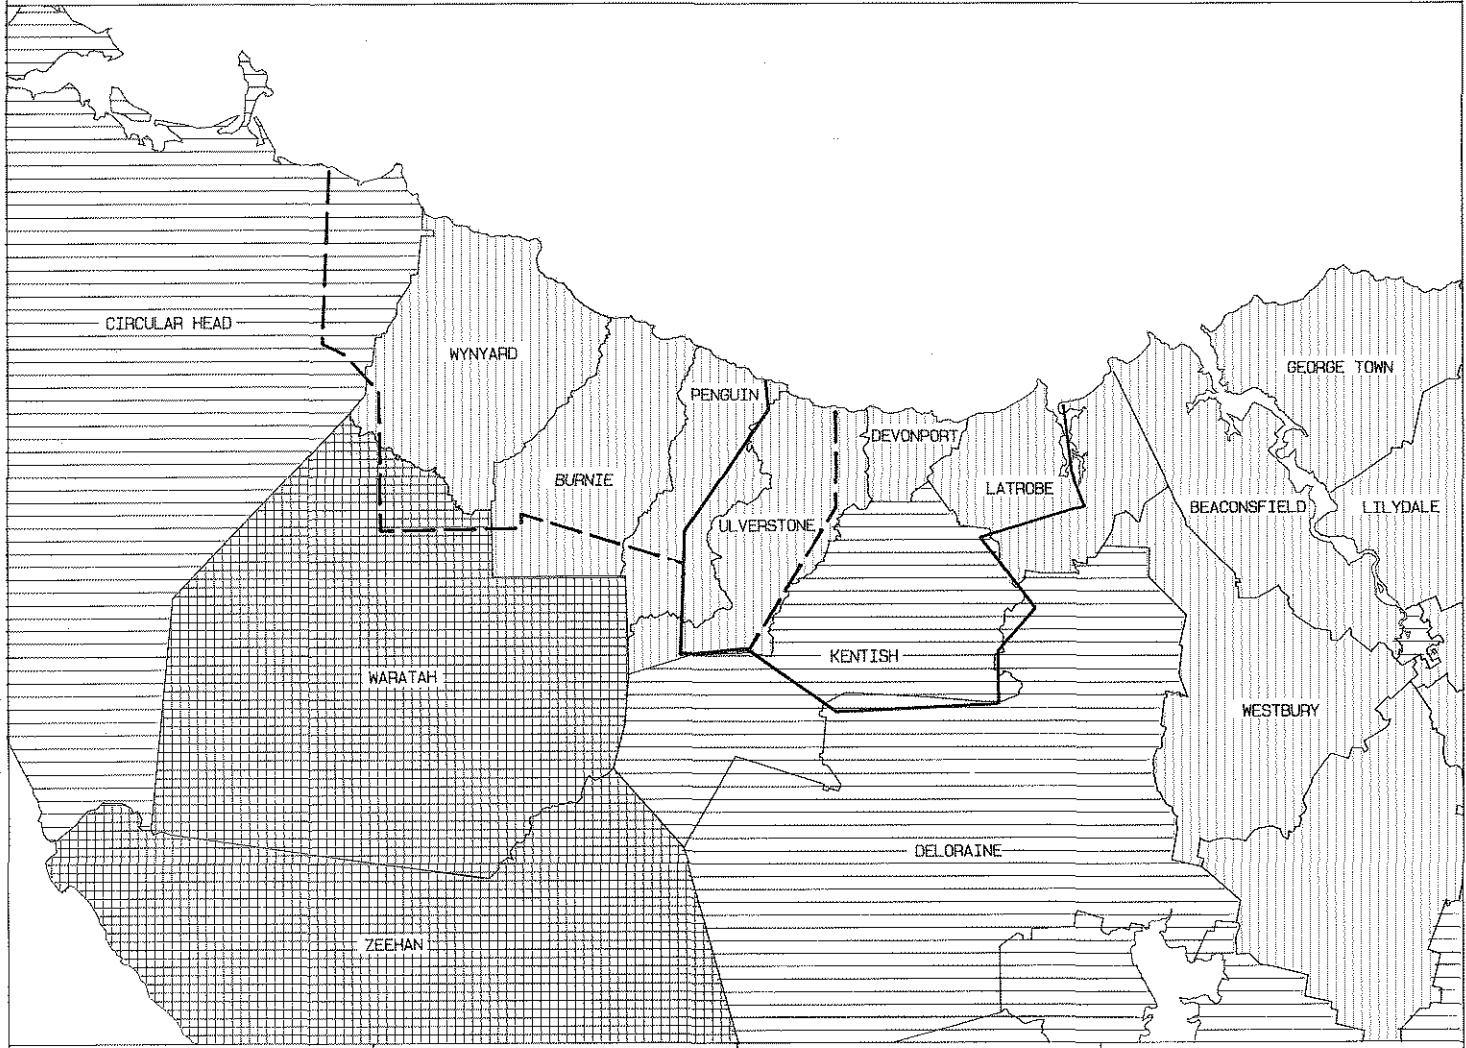 CIRCULAR HEAD
WYNYARD
GEORGE TOWN
PENGUIN
DEVONPORT
BURNIE
LATROBE
BEACONSFIELD
LILYDALE
ULVERSTONE
KENTISH
WARATAH
WESTBURY
DELORAINE
ZEEHAN